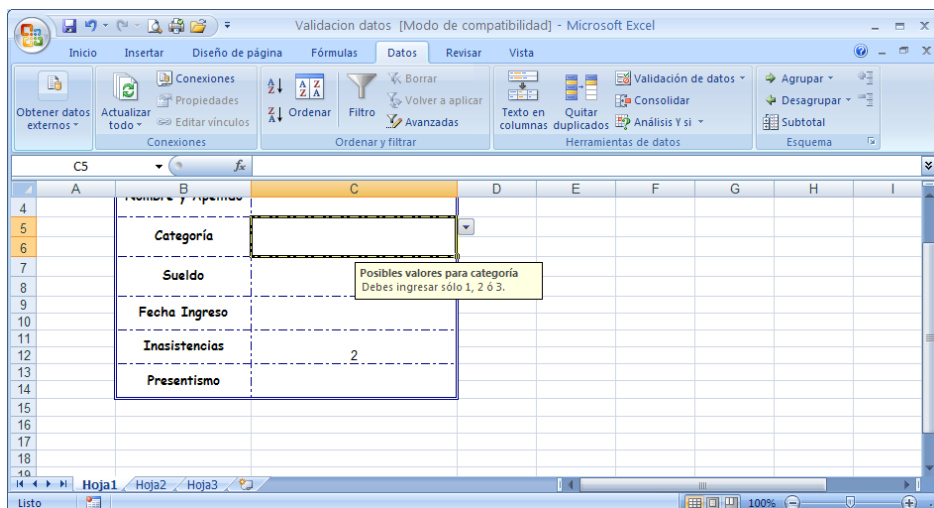 Validacion datos [Modo de compatibilidad] - Microsoft Excel
Inicio Insertar Diseño de página Fórmulas Datos Revisar Vista
Obtener datos externos
Actualizar todo
Conexiones
Propiedades
Editar vínculos
Conexiones
Ordenar
Filtro
Borrar
Volver a aplicar
Avanzadas
Ordenar y filtrar
Texto en columnas
Quitar duplicados
Validación de datos
Consolidar
Análisis Y si
Herramientas de datos
Agrupar
Desagrupar
Subtotal
Esquema
C5 fx
A B C D E F G H I
4 Nombre y Apellido
5
Categoría
6
7
Sueldo
Posibles valores para categoría
Debes ingresar sólo 1, 2 ó 3.
8
9
Fecha Ingreso
10
11
Inasistencias
12 2
13
Presentismo
14
15
16
17
18
19
Hoja1 Hoja2 Hoja3
Listo 100%